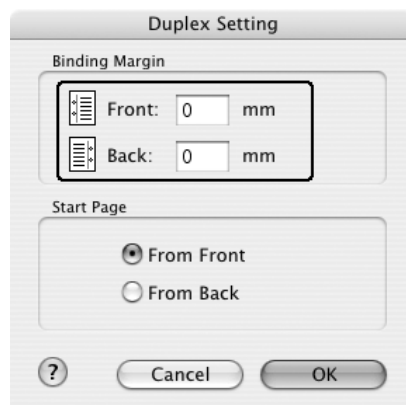 Duplex Setting
Binding Margin
Front: 0 mm
Back: 0 mm
Start Page
From Front
From Back
? Cancel OK